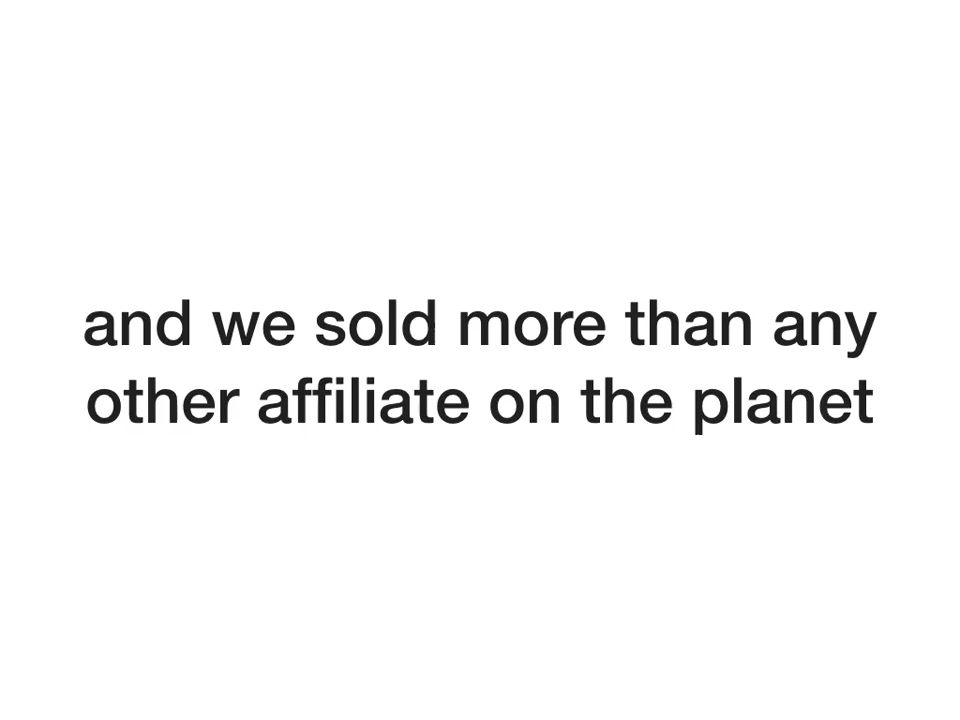 and we sold more than any
other affiliate on the planet